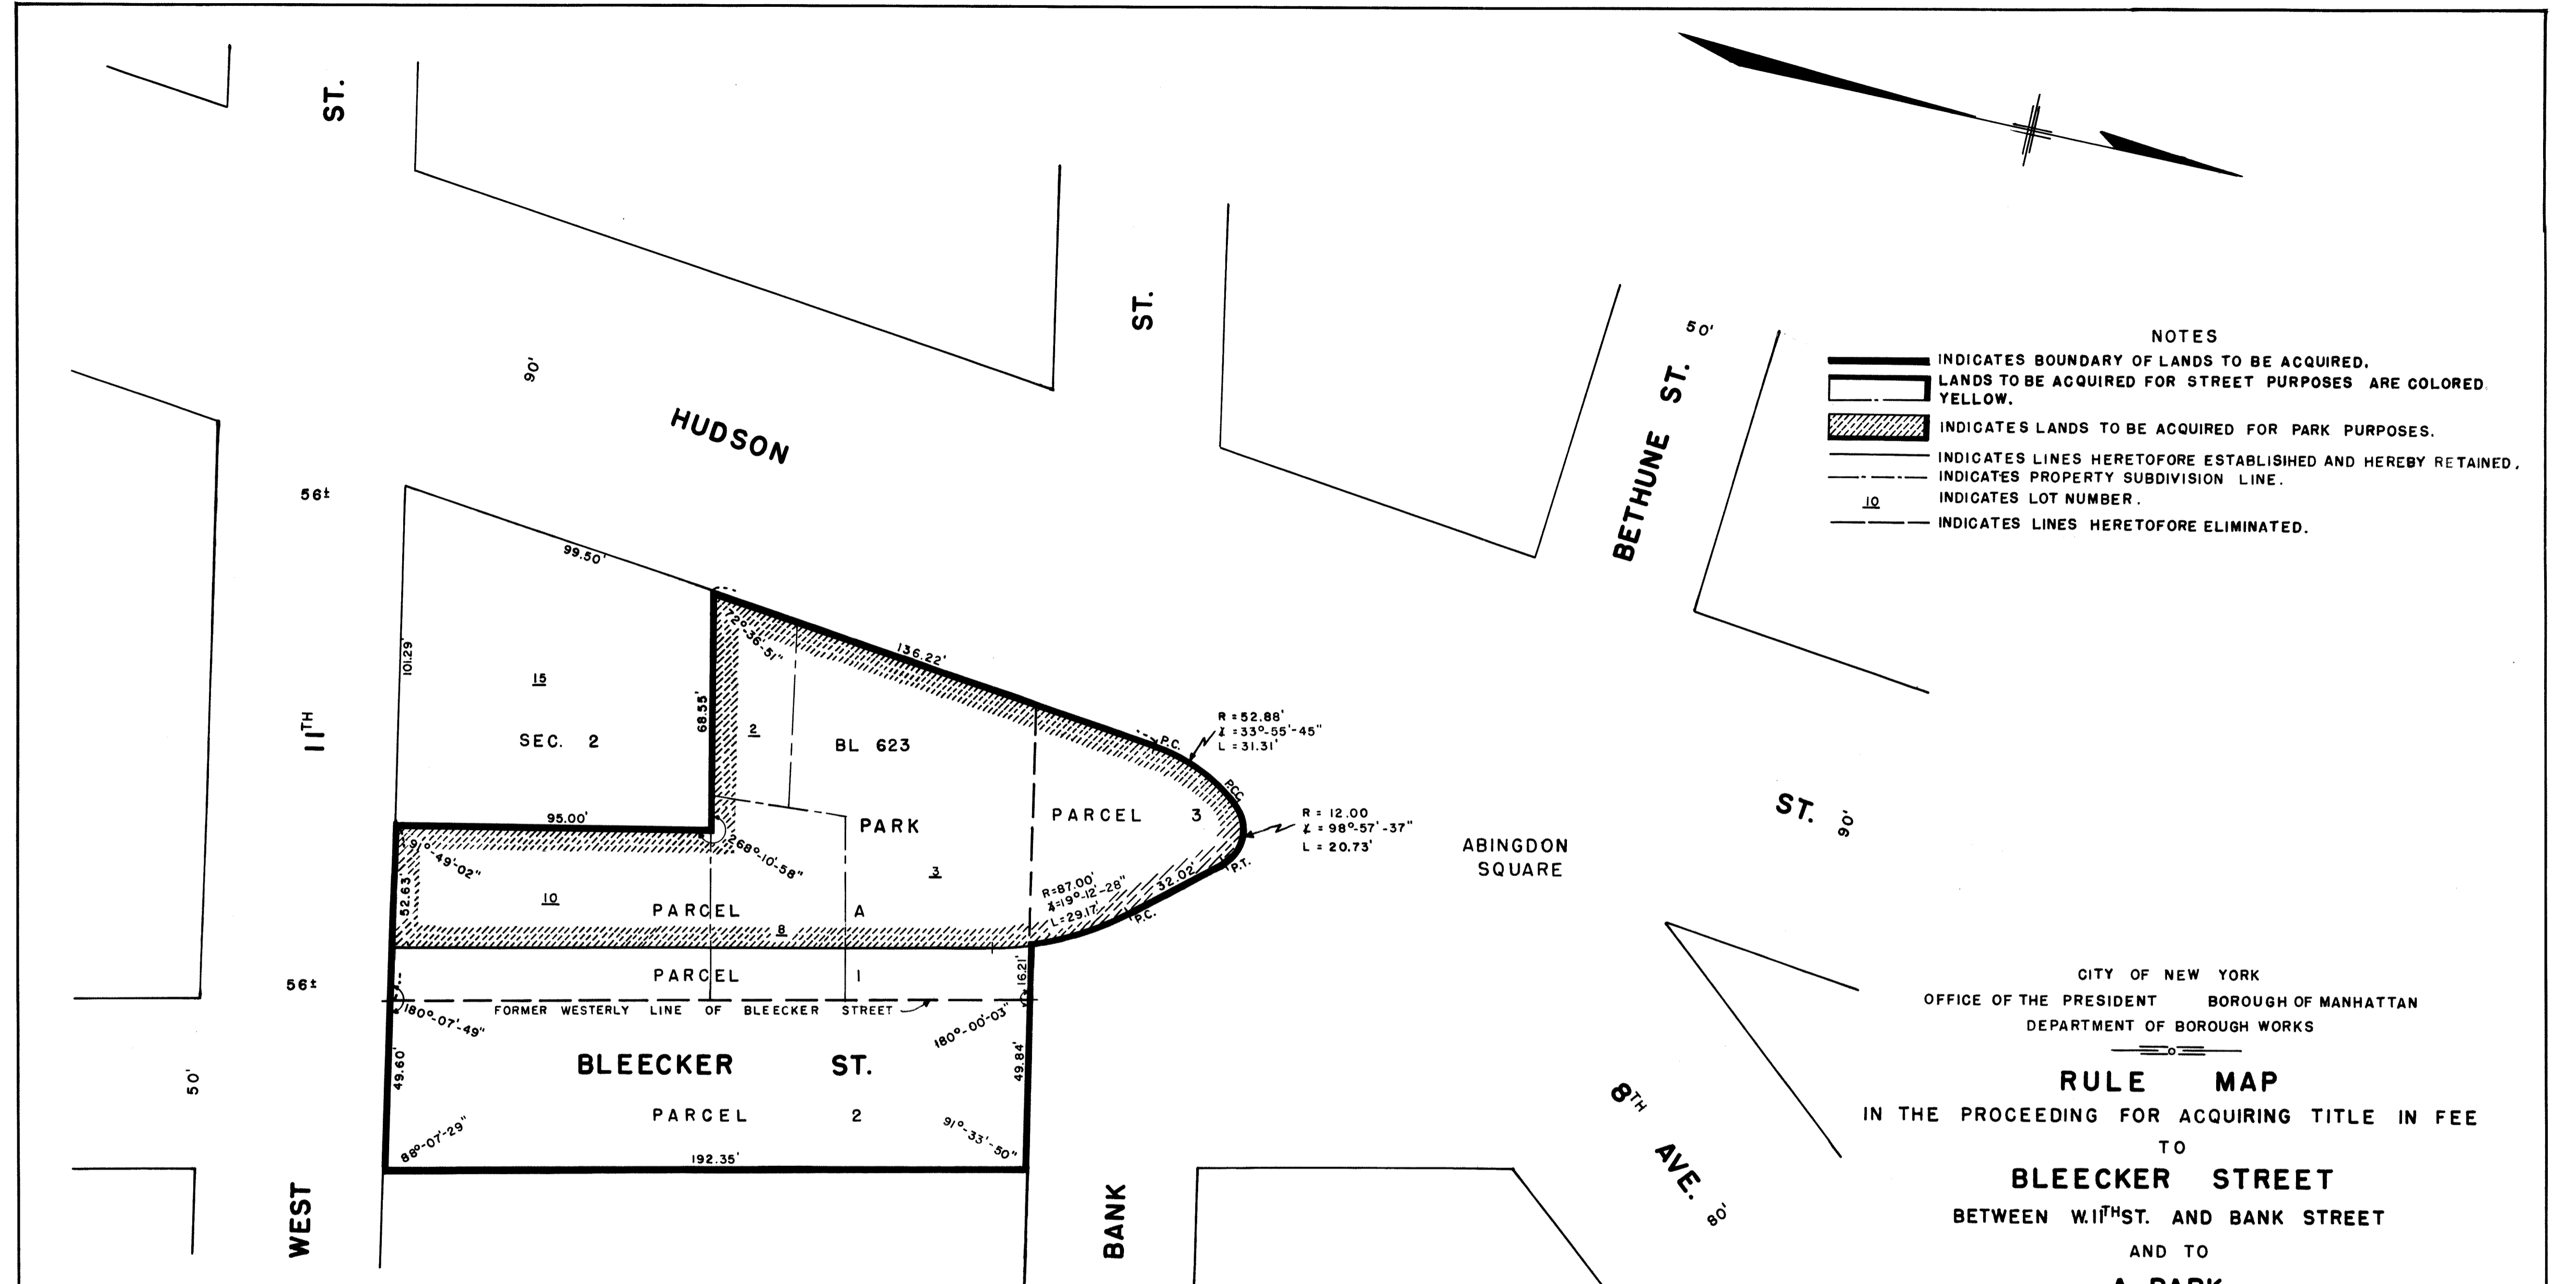 ST.
ST.
50'
90'
HUDSON
BETHUNE ST.
NOTES
INDICATES BOUNDARY OF LANDS TO BE ACQUIRED.
LANDS TO BE ACQUIRED FOR STREET PURPOSES ARE COLORED
YELLOW.
INDICATES LANDS TO BE ACQUIRED FOR PARK PURPOSES.
INDICATES LINES HERETOFORE ESTABLISIHED AND HEREBY RETAINED.
INDICATES PROPERTY SUBDIVISION LINE.
10 INDICATES LOT NUMBER.
INDICATES LINES HERETOFORE ELIMINATED.
56±
99.50'
101.29'
15
SEC. 2
11TH
68.55'
95.00'
72°-36'-51"
136.22'
2
BL 623
PARK
PARCEL 3
P.C.
R = 52.88'
∡ = 33°-55'-45"
L = 31.31'
P.C.C.
R = 12.00
∡ = 98°-57'-37"
L = 20.73'
P.T.
32.02'
P.C.
R=87.00'
∡=19°-12'-28"
L=29.17'
ABINGDON
SQUARE
ST. 90'
91°-49'-02"
268°-10'-58"
52.63'
10
3
PARCEL A
8
PARCEL 1
16.21'
56±
FORMER WESTERLY LINE OF BLEECKER STREET
180°-07'-49"
180°-00'-03"
BLEECKER ST.
49.60'
49.84'
50'
PARCEL 2
88°-07'-29"
91°-33'-50"
192.35'
WEST
BANK
8TH AVE. 80'
CITY OF NEW YORK
OFFICE OF THE PRESIDENT BOROUGH OF MANHATTAN
DEPARTMENT OF BOROUGH WORKS
RULE MAP
IN THE PROCEEDING FOR ACQUIRING TITLE IN FEE
TO
BLEECKER STREET
BETWEEN W.11TH ST. AND BANK STREET
AND TO
A PARK